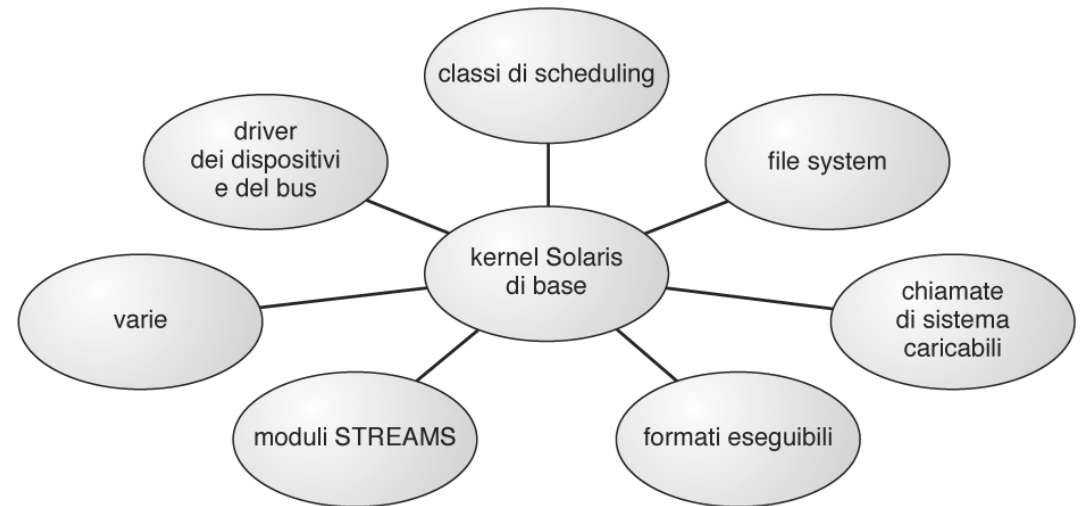 classi di scheduling
driver
dei dispositivi
e del bus
file system
kernel Solaris
di base
varie
chiamate
di sistema
caricabili
moduli STREAMS
formati eseguibili